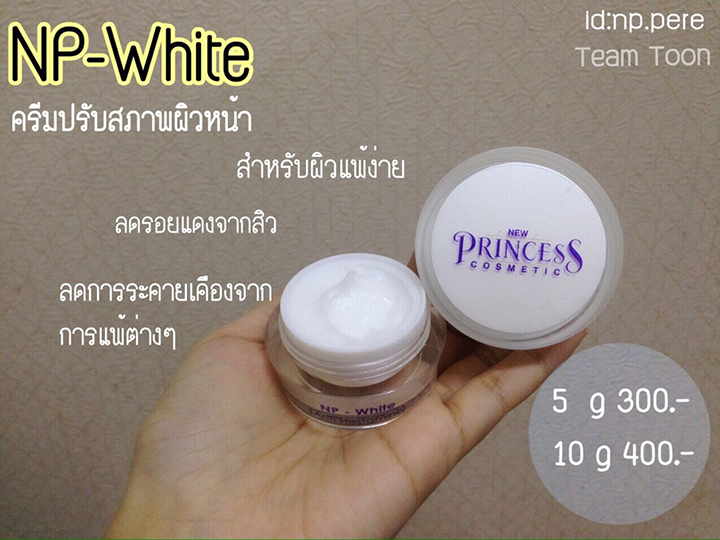 NP-White
Id:np.pere
Team Toon
ครีมปรับสภาพผิวหน้า
สำหรับผิวแพ้ง่าย
ลดรอยแดงจากสิว
ลดการระคายเคืองจาก
การแพ้ต่างๆ
NEW
PRINCESS
COSMETIC
NP - White
5 g 300.-
10 g 400.-